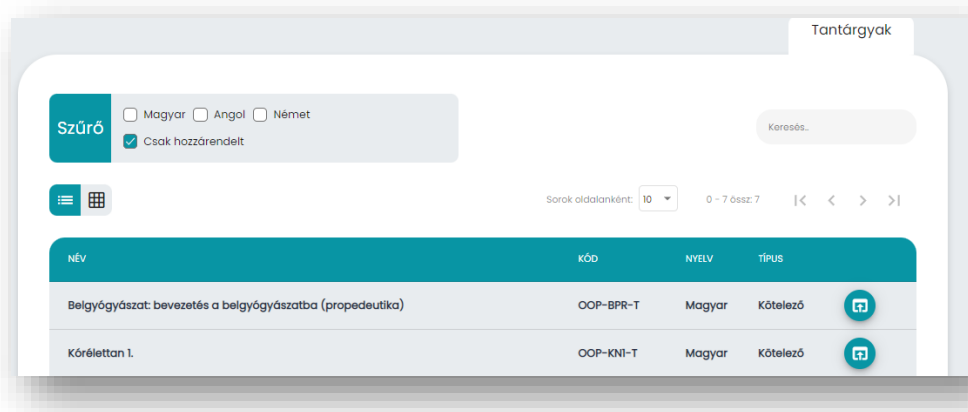 Tantárgyak
Szűrő
Magyar Angol Német
Csak hozzárendelt
Keresés..
Sorok oldalanként: 10 0 - 7 össz: 7
NÉV KÓD NYELV TÍPUS
Belgyógyászat: bevezetés a belgyógyászatba (propedeutika) OOP-BPR-T Magyar Kötelező
Kórélettan 1. OOP-KN1-T Magyar Kötelező